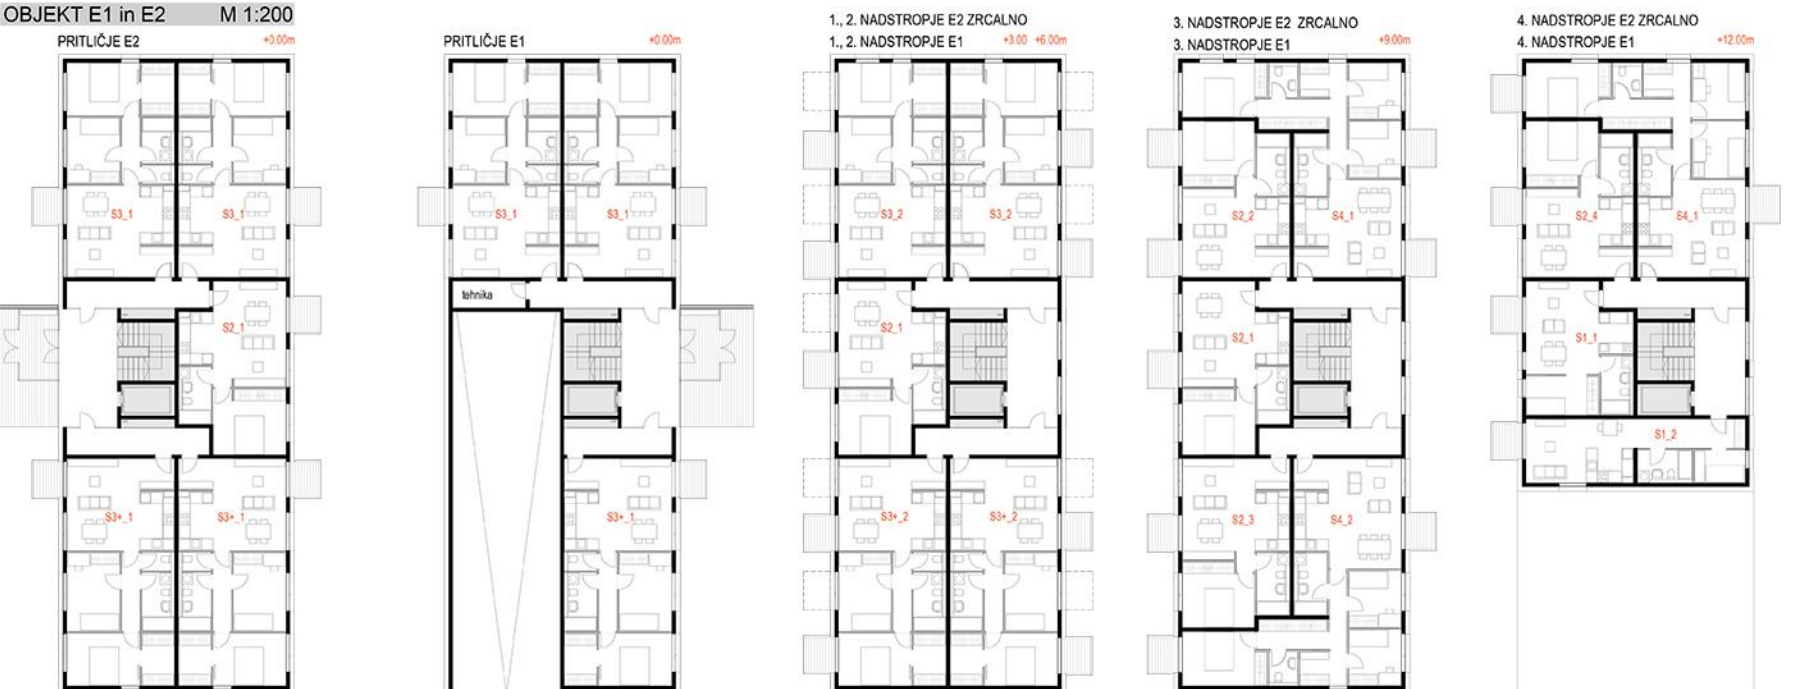 OBJEKT E1 in E2 M 1:200
PRITLIČJE E2 +0.00m
S3_1 S3_1
S2_1
S3+_1 S3+_1
PRITLIČJE E1 +0.00m
S3_1 S3_1
tehnika
S3+_1
1., 2. NADSTROPJE E2 ZRCALNO
1., 2. NADSTROPJE E1 +3.00 +6.00m
S3_2 S3_2
S2_1
S3+_2 S3+_2
3. NADSTROPJE E2 ZRCALNO
3. NADSTROPJE E1 +9.00m
S2_2 S4_1
S2_1
S2_3 S4_2
4. NADSTROPJE E2 ZRCALNO
4. NADSTROPJE E1 +12.00m
S2_4 S4_1
S1_1
S1_2